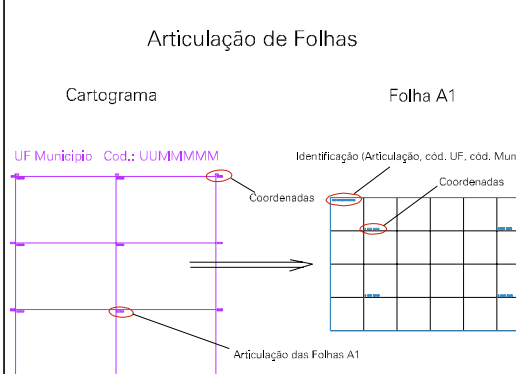 Articulação de Folhas
Cartograma
Folha A1
UF Município Cod.: UUMMMMM
Identificação (Articulação, cód. UF, cód. Mun
Coordenadas
Coordenadas
Articulação das Folhas A1